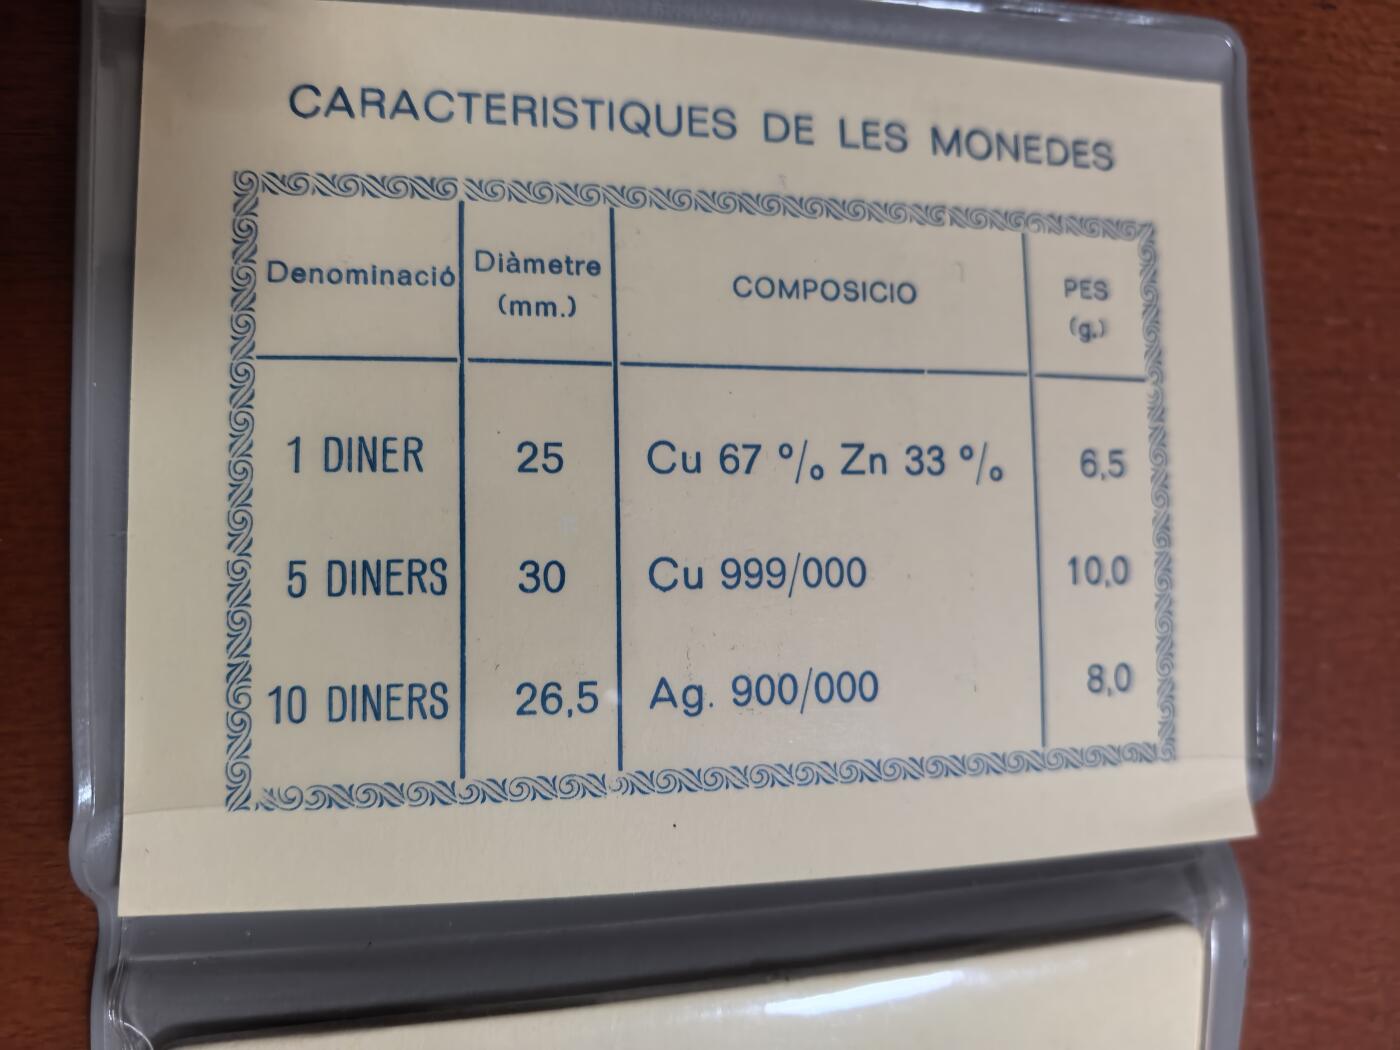 CARACTERISTIQUES DE LES MONEDES
Denominació Diàmetre (mm.) COMPOSICIO PES (g.)
1 DINER 25 Cu 67 % Zn 33 % 6,5
5 DINERS 30 Cu 999/000 10,0
10 DINERS 26,5 Ag. 900/000 8,0